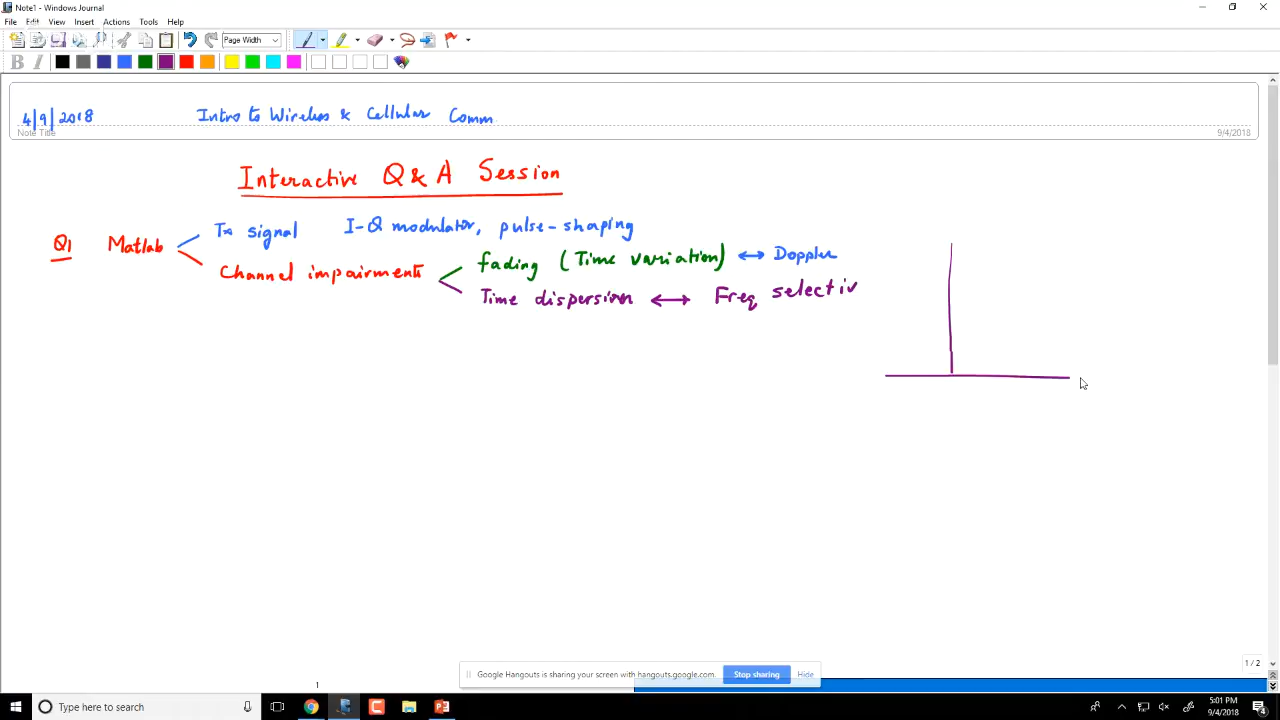 Note1 - Windows Journal
File Edit View Insert Actions Tools Help
Page Width
B I
4/9/2018 Intro to Wireless & Cellular Comm
Note Title 9/4/2018
Interactive Q & A Session
Q1 Matlab
Tx signal I-Q modulator, pulse-shaping
Channel impairments
fading (Time variation) ↔ Doppler
Time dispersion ↔ Freq selectiv
1 / 2
Google Hangouts is sharing your screen with hangouts.google.com. Stop sharing Hide
1
Type here to search
5:01 PM
9/4/2018
4